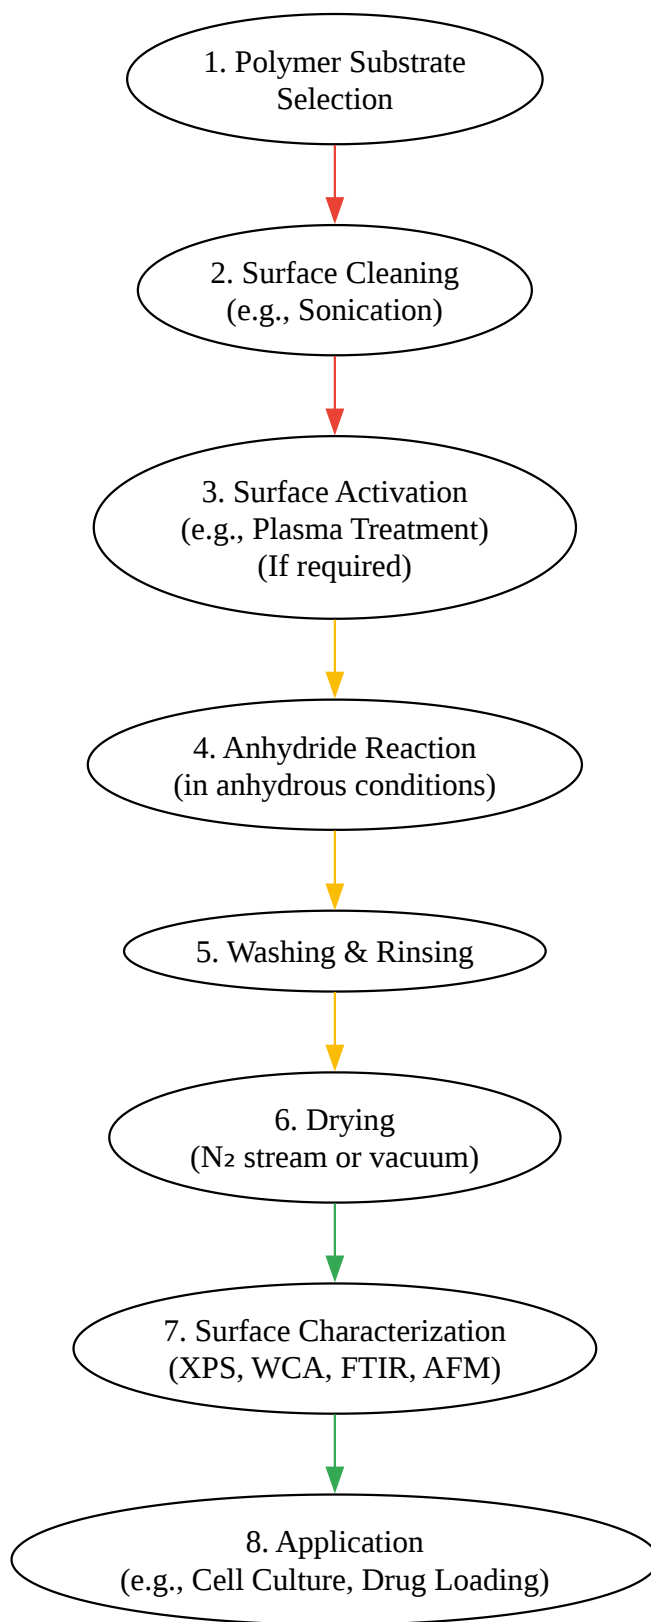 1. Polymer Substrate
Selection
2. Surface Cleaning
(e.g., Sonication)
3. Surface Activation
(e.g., Plasma Treatment)
(If required)
4. Anhydride Reaction
(in anhydrous conditions)
5. Washing & Rinsing
6. Drying
(N₂ stream or vacuum)
7. Surface Characterization
(XPS, WCA, FTIR, AFM)
8. Application
(e.g., Cell Culture, Drug Loading)